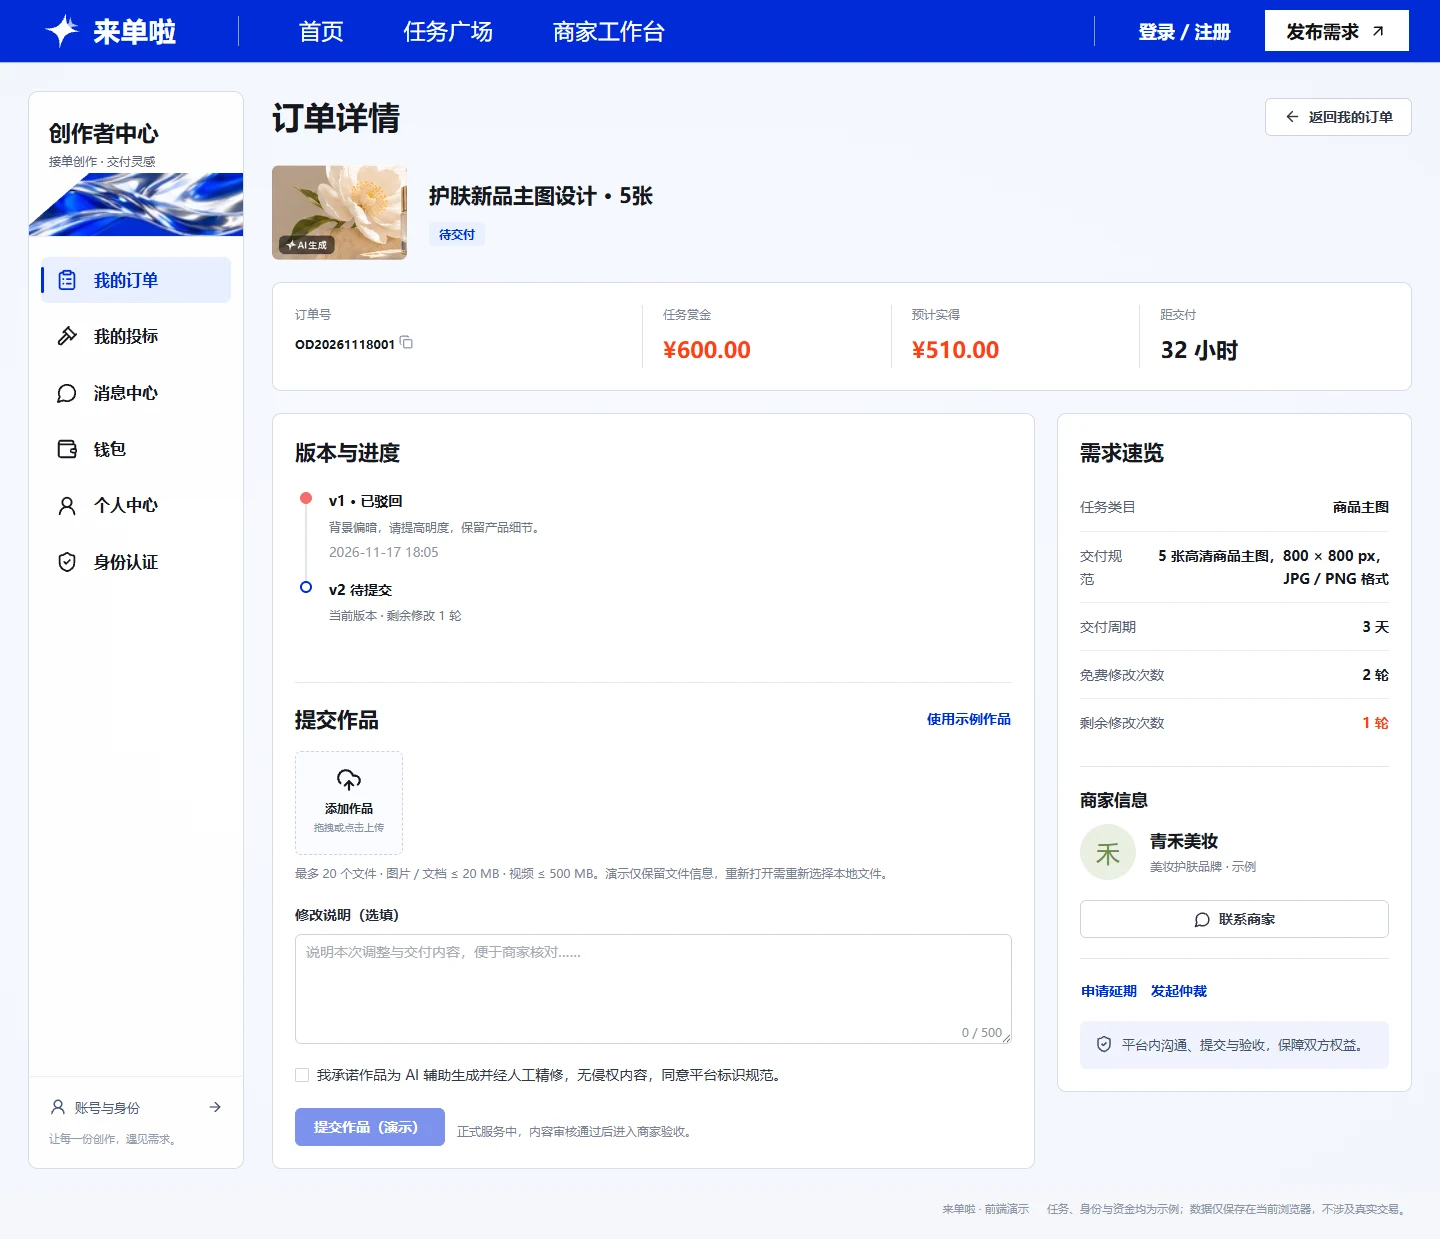 来单啦
首页
任务广场
商家工作台
登录 / 注册
发布需求
创作者中心
接单创作 · 交付灵感
我的订单
我的投标
消息中心
钱包
个人中心
身份认证
账号与身份
让每一份创作，遇见需求。
订单详情
返回我的订单
AI生成
护肤新品主图设计 • 5张
待交付
订单号
OD20261118001
任务赏金
¥600.00
预计实得
¥510.00
距交付
32 小时
版本与进度
v1 • 已驳回
背景偏暗，请提高明度，保留产品细节。
2026-11-17 18:05
v2 待提交
当前版本 · 剩余修改 1 轮
提交作品
使用示例作品
添加作品
拖拽或点击上传
最多 20 个文件 · 图片 / 文档 ≤ 20 MB · 视频 ≤ 500 MB。演示仅保留文件信息，重新打开需重新选择本地文件。
修改说明（选填）
说明本次调整与交付内容，便于商家核对……
0 / 500
我承诺作品为 AI 辅助生成并经人工精修，无侵权内容，同意平台标识规范。
提交作品（演示）
正式服务中，内容审核通过后进入商家验收。
需求速览
任务类目
商品主图
交付规范
5 张高清商品主图，800 × 800 px，
JPG / PNG 格式
交付周期
3 天
免费修改次数
2 轮
剩余修改次数
1 轮
商家信息
禾
青禾美妆
美妆护肤品牌 · 示例
联系商家
申请延期
发起仲裁
平台内沟通、提交与验收，保障双方权益。
来单啦 · 前端演示
任务、身份与资金均为示例；数据仅保存在当前浏览器，不涉及真实交易。